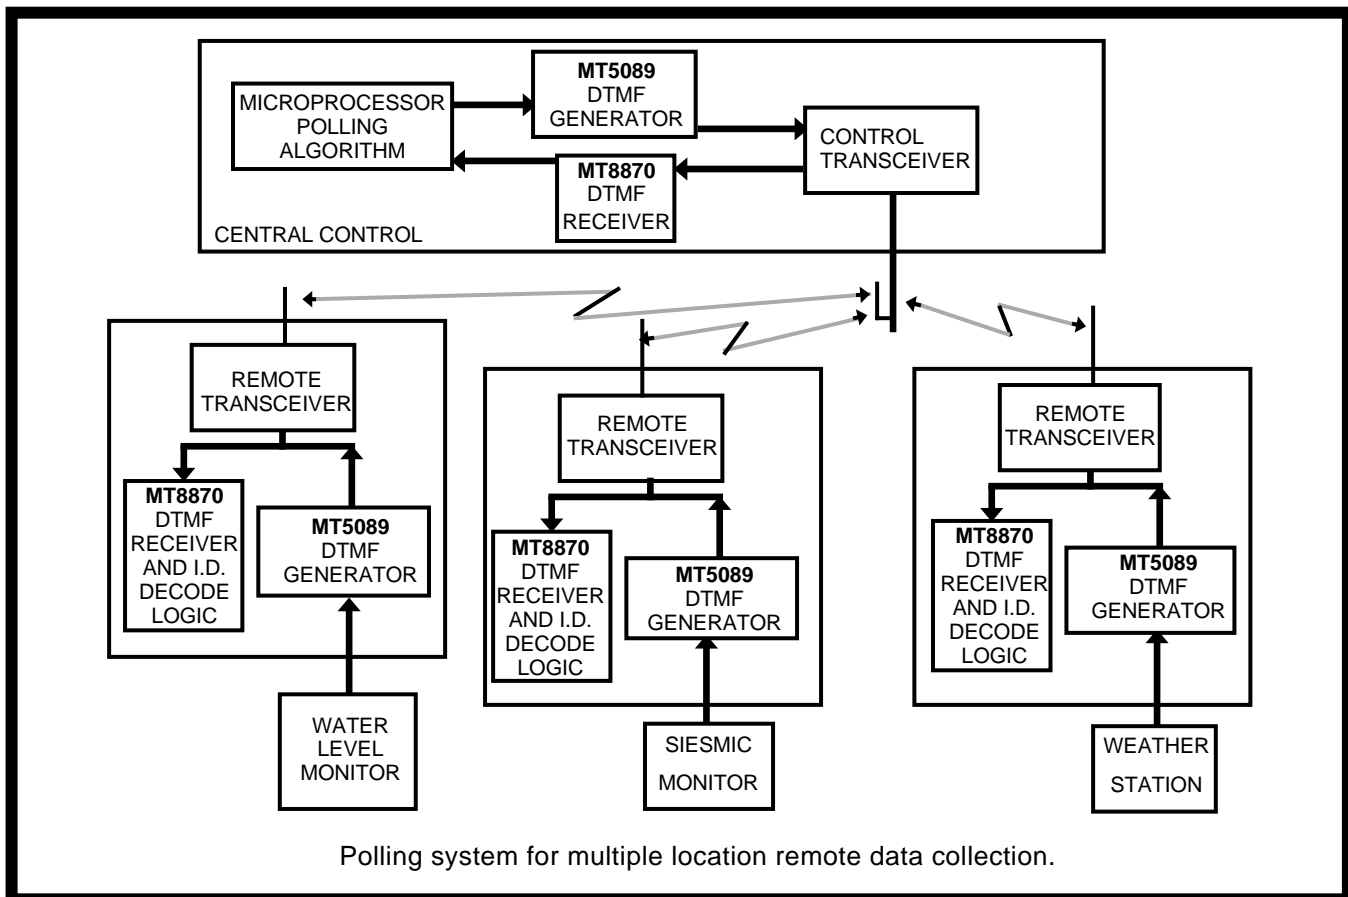 MICROPROCESSOR
POLLING
ALGORITHM
MT5089
DTMF
GENERATOR
MT8870
DTMF
RECEIVER
CONTROL
TRANSCEIVER
CENTRAL CONTROL
REMOTE
TRANSCEIVER
MT8870
DTMF
RECEIVER
AND I.D.
DECODE
LOGIC
MT5089
DTMF
GENERATOR
WATER
LEVEL
MONITOR
REMOTE
TRANSCEIVER
MT8870
DTMF
RECEIVER
AND I.D.
DECODE
LOGIC
MT5089
DTMF
GENERATOR
SIESMIC
MONITOR
REMOTE
TRANSCEIVER
MT8870
DTMF
RECEIVER
AND I.D.
DECODE
LOGIC
MT5089
DTMF
GENERATOR
WEATHER
STATION
Polling system for multiple location remote data collection.